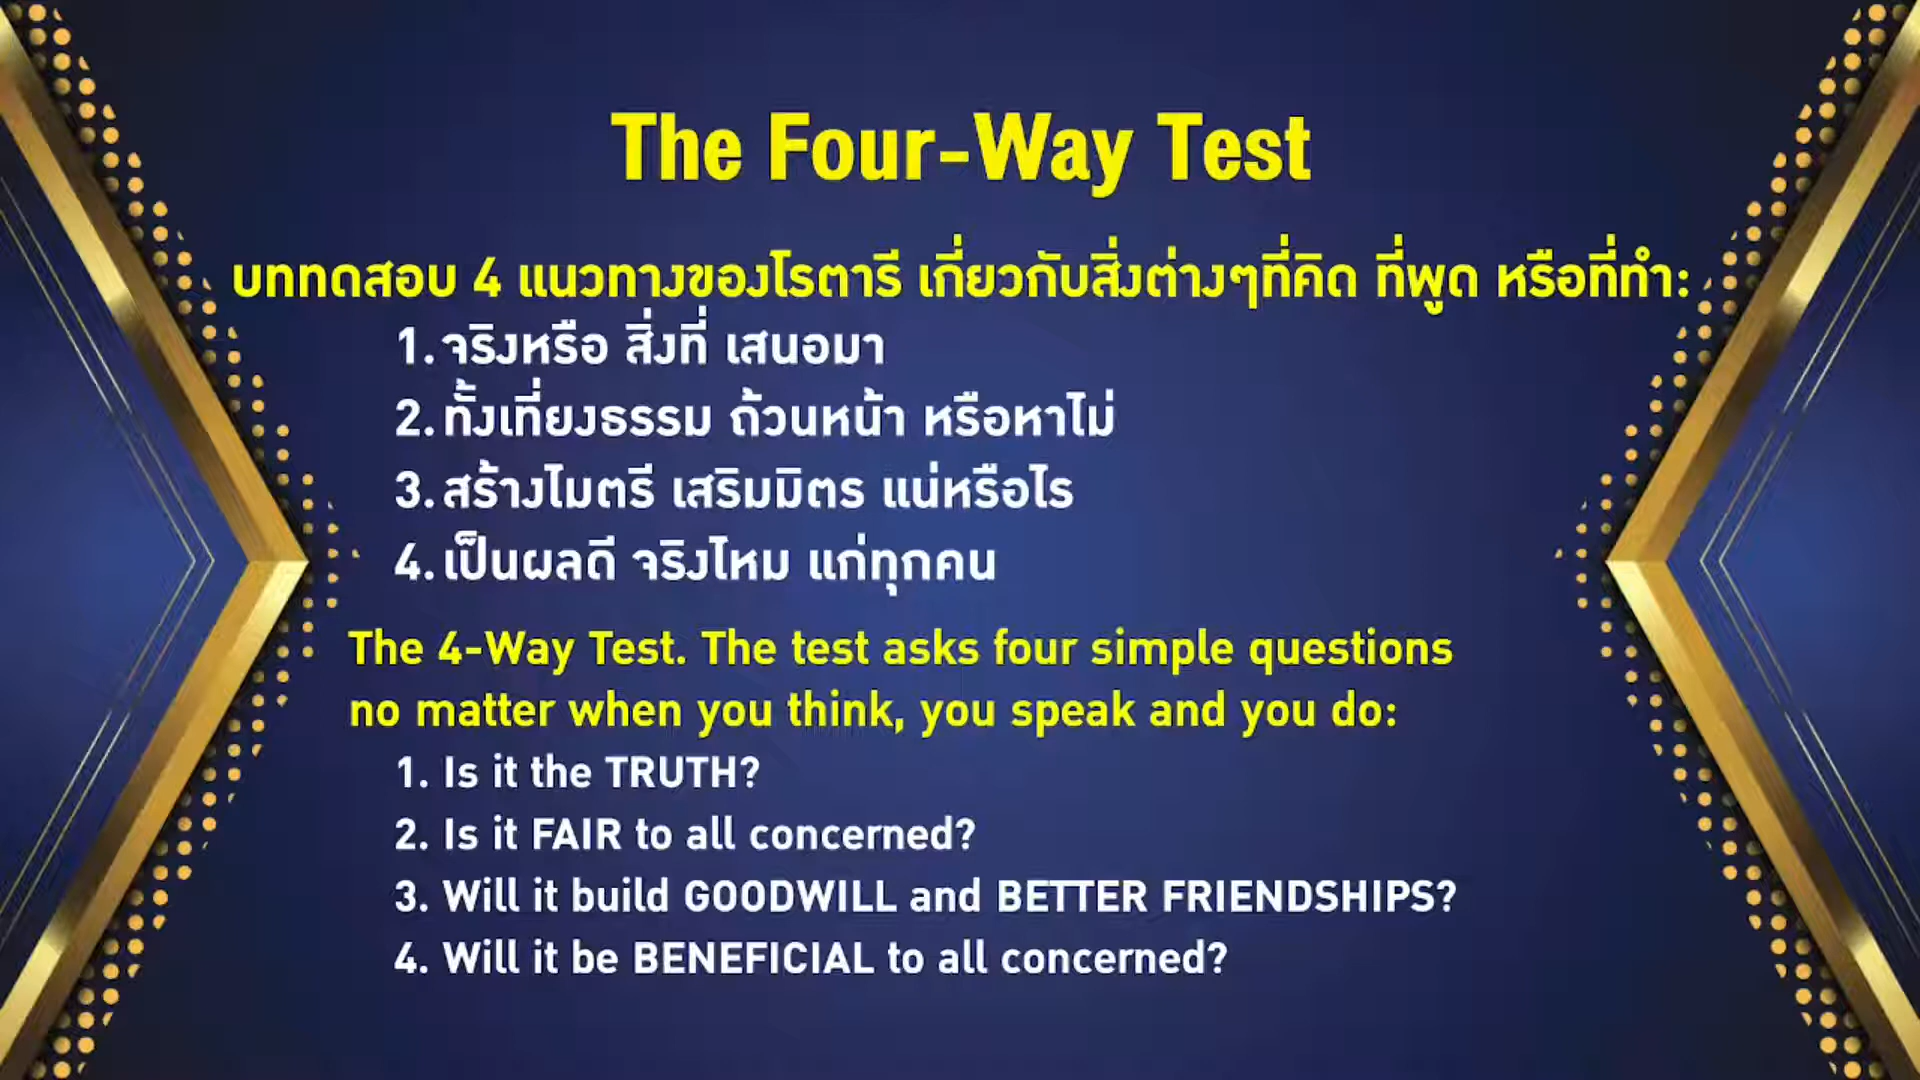 The Four-Way Test
บททดสอบ 4 แนวทางของโรตารี เกี่ยวกับสิ่งต่างๆที่คิด ที่พูด หรือที่ทำ:
1. จริงหรือ สิ่งที่ เสนอมา
2. ทั้งเที่ยงธรรม ถ้วนหน้า หรือหาไม่
3. สร้างไมตรี เสริมมิตร แน่หรือไร
4. เป็นผลดี จริงไหม แก่ทุกคน
The 4-Way Test. The test asks four simple questions
no matter when you think, you speak and you do:
1. Is it the TRUTH?
2. Is it FAIR to all concerned?
3. Will it build GOODWILL and BETTER FRIENDSHIPS?
4. Will it be BENEFICIAL to all concerned?